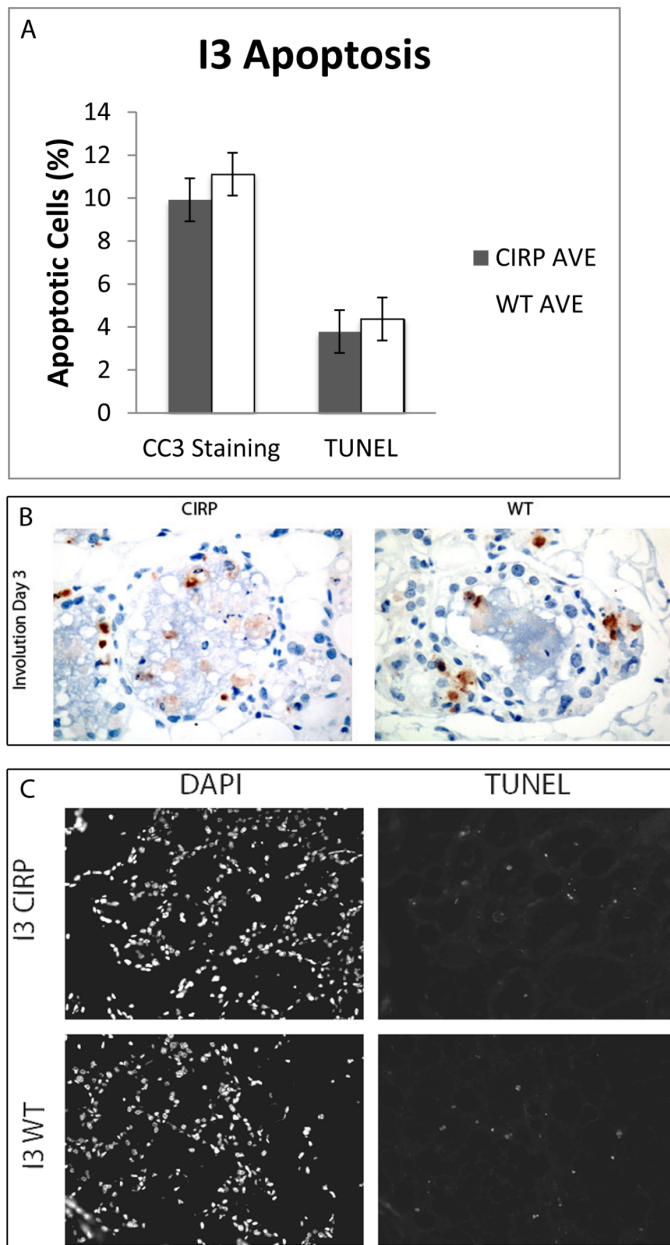 A
I3 Apoptosis
Apoptotic Cells (%)
14
12
10
8
6
4
2
0
CC3 Staining
TUNEL
CIRP AVE
WT AVE
B
CIRP
WT
Involution Day 3
C
DAPI
TUNEL
I3 CIRP
I3 WT